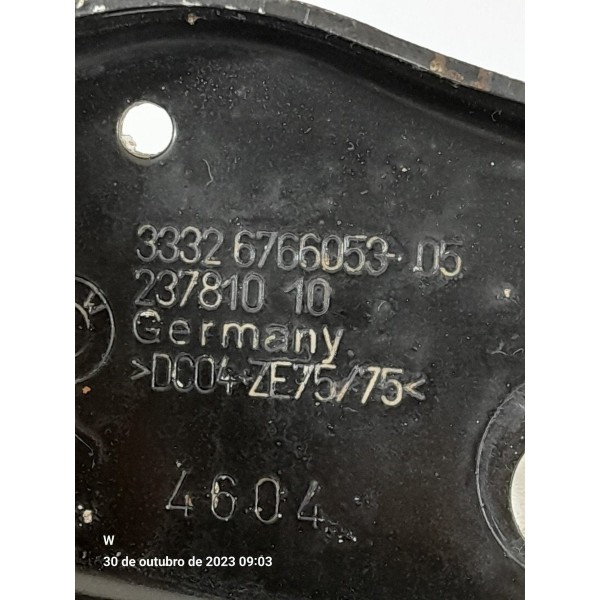 3332 6766053-05
237810 10
Germany
>DC04+ZE75/75<
4604
W
30 de outubro de 2023 09:03